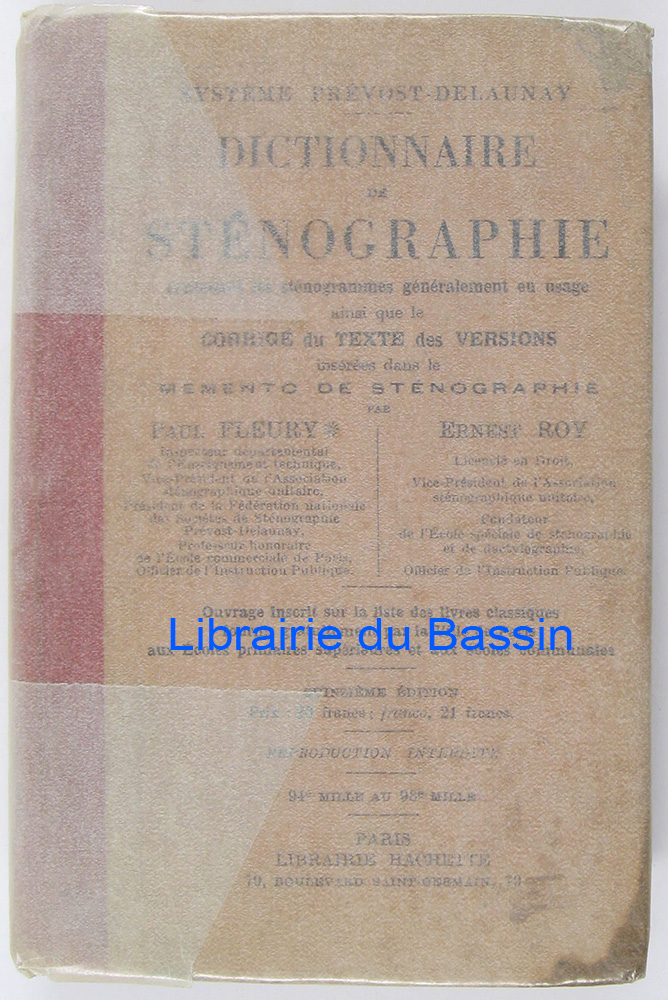 SYSTÈME PRÉVOST-DELAUNAY
DICTIONNAIRE
DE
STÉNOGRAPHIE
les sténogrammes généralement en usage
ainsi que le
CORRIGÉ du TEXTE des VERSIONS
insérées dans le
MEMENTO DE STÉNOGRAPHIE
PAR
PAUL FLEURY
Inspecteur départemental
de l'Enseignement technique,
Vice-Président de l'Association
sténographique unitaire,
Président de la Fédération nationale
des Sociétés de Sténographie
Prévost-Delaunay,
Professeur honoraire
de l'École commerciale de Paris,
Officier de l'Instruction Publique.
ERNEST ROY
Licencié en Droit,
Vice-Président de l'Association
sténographique unitaire,
Fondateur
de l'École spéciale de sténographie
et de dactylographie,
Officier de l'Instruction Publique.
Ouvrage inscrit sur la liste des livres classiques
Librairie du Bassin
aux Écoles primaires supérieures et aux écoles communales
QUINZIÈME ÉDITION
Prix : 20 francs ; franco, 21 francs.
REPRODUCTION INTERDITE
94e MILLE AU 98e MILLE
PARIS
LIBRAIRIE HACHETTE
79, BOULEVARD SAINT-GERMAIN, 79